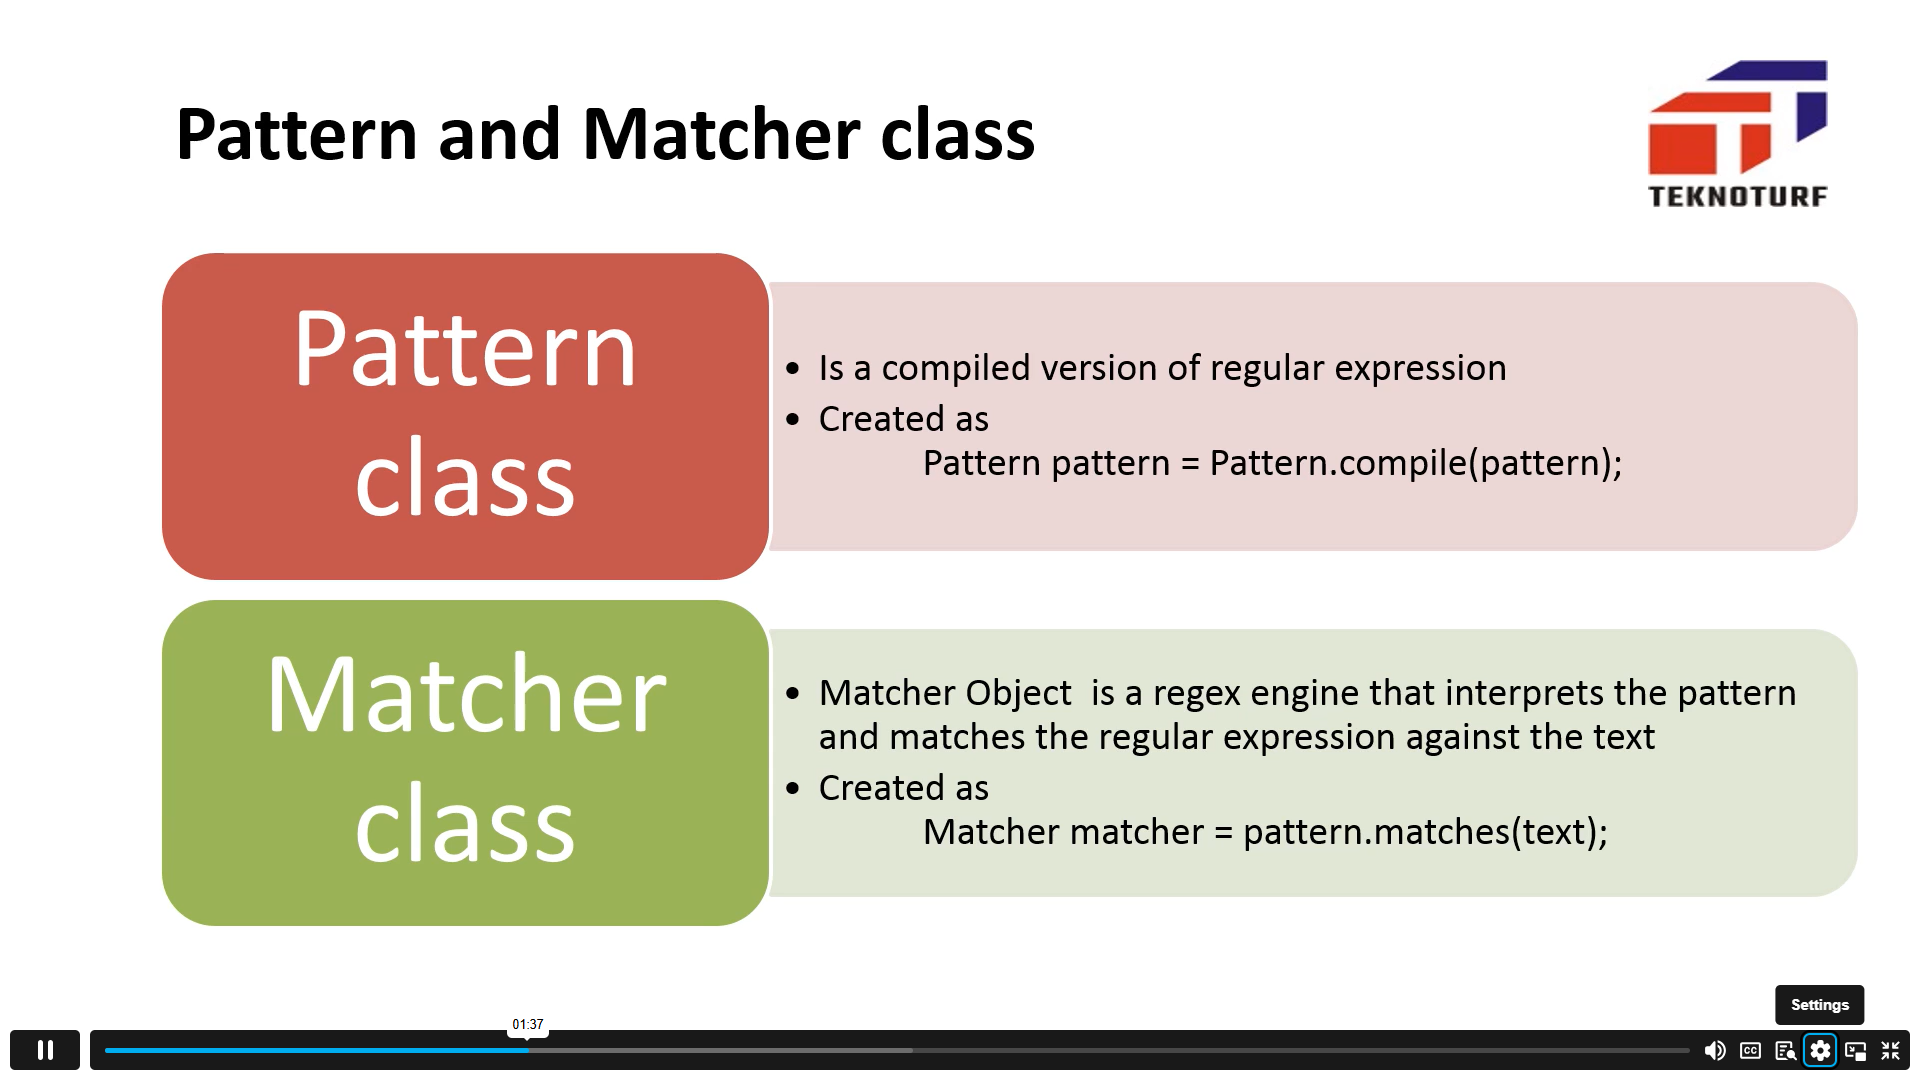 Pattern and Matcher class
TEKNOTURF
Pattern
class
• Is a compiled version of regular expression
• Created as
Pattern pattern = Pattern.compile(pattern);
Matcher
class
• Matcher Object  is a regex engine that interprets the pattern
and matches the regular expression against the text
• Created as
Matcher matcher = pattern.matches(text);
Settings
01:37
CC